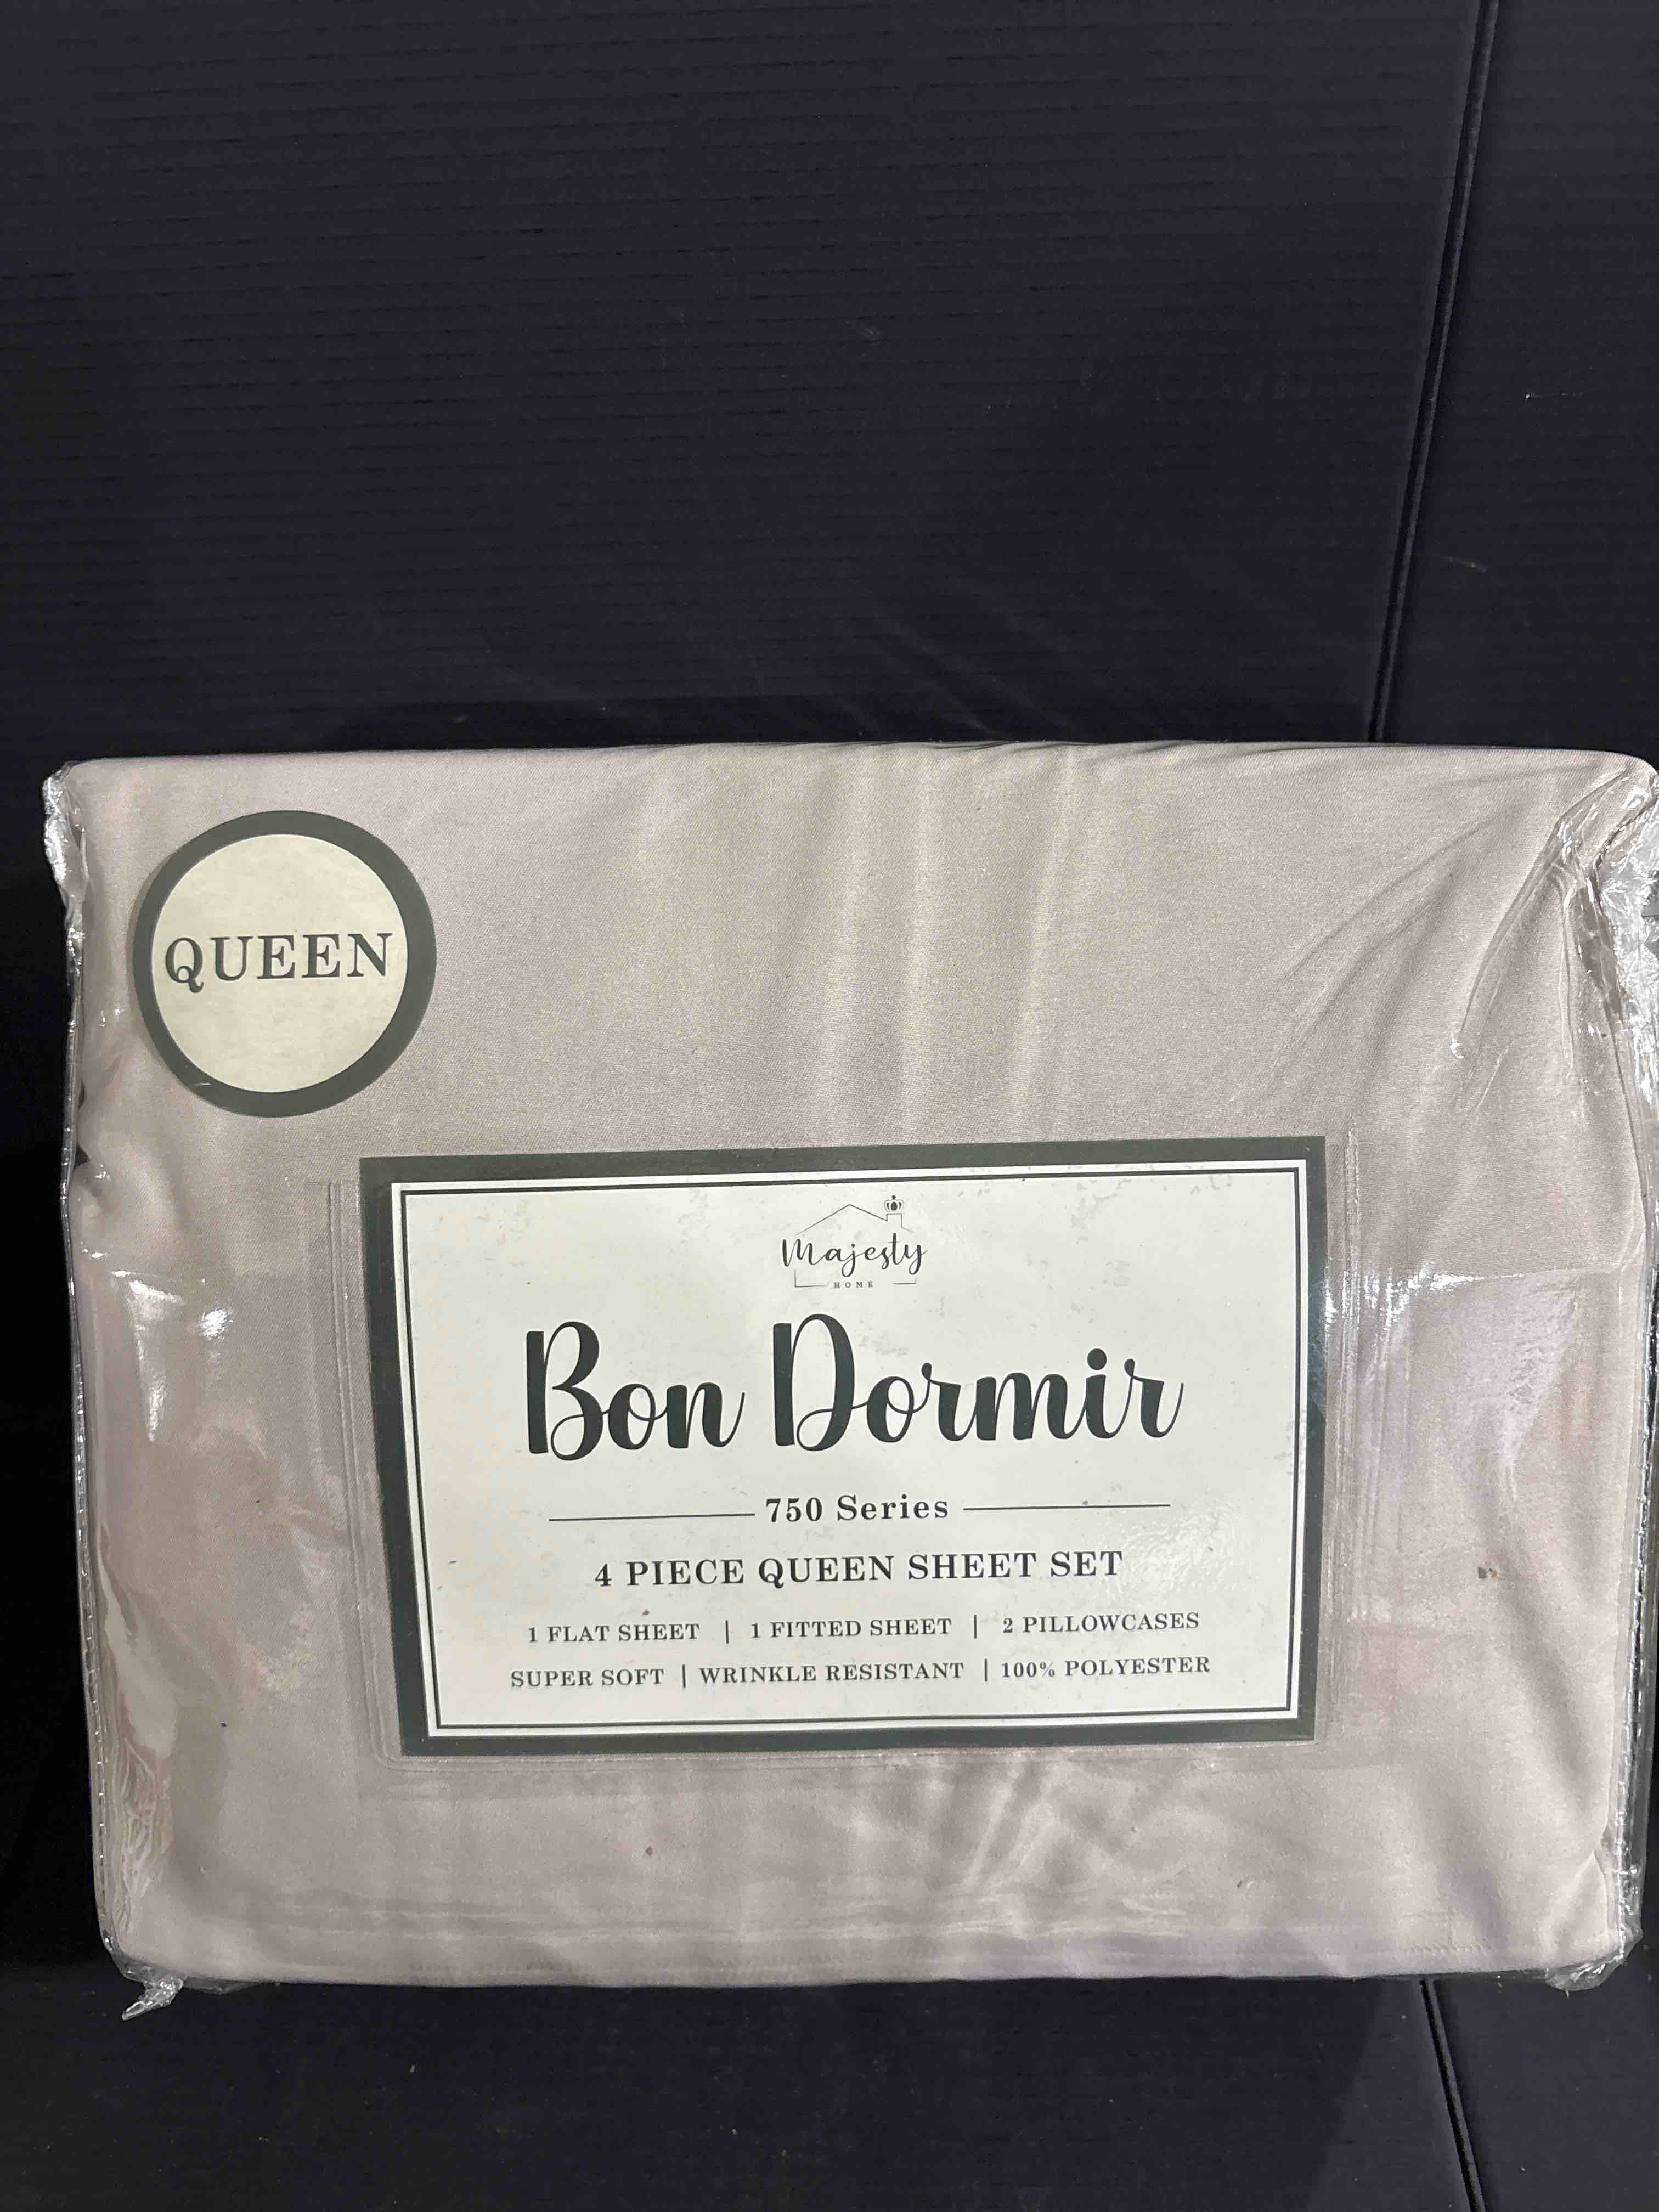 QUEEN
Majesty
HOME
Bon Dormir
750 Series
4 PIECE QUEEN SHEET SET
1 FLAT SHEET | 1 FITTED SHEET | 2 PILLOWCASES
SUPER SOFT | WRINKLE RESISTANT | 100% POLYESTER